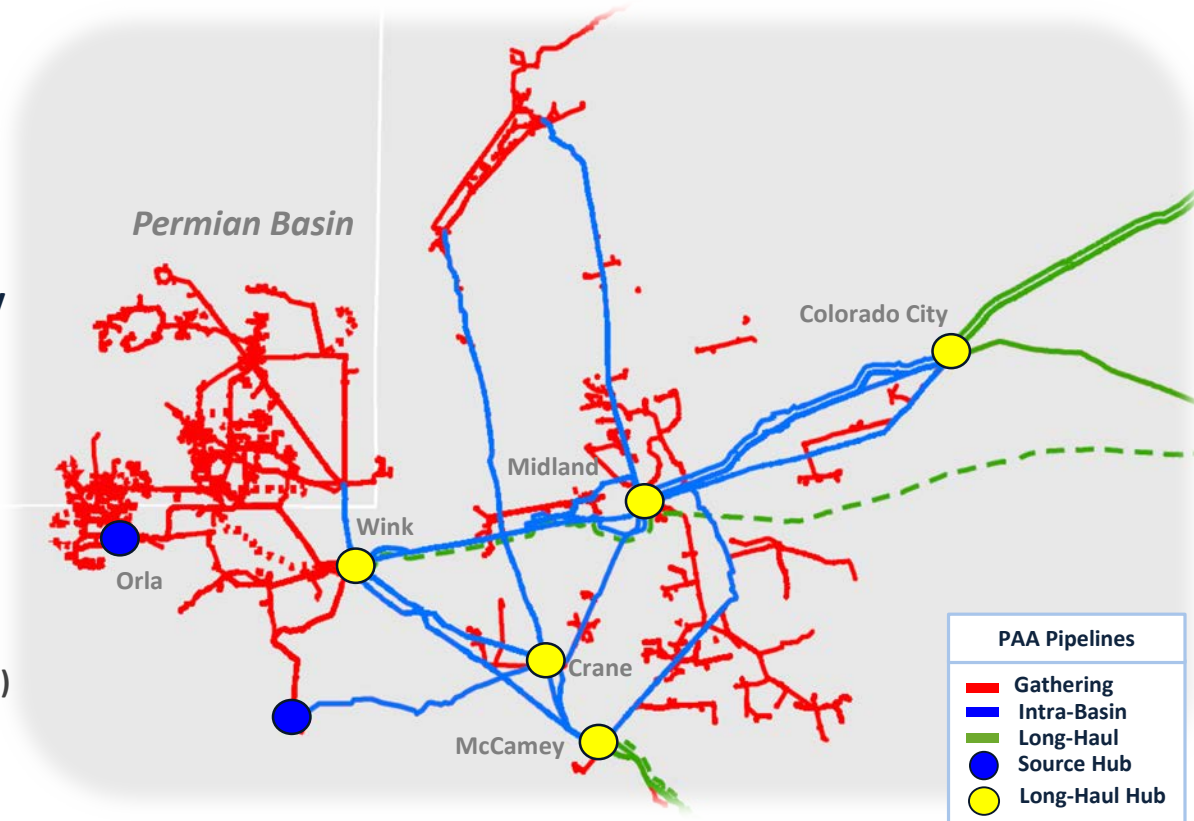 Permian Basin
Colorado City
Midland
Wink
Orla
Crane
McCamey
)
PAA Pipelines
Gathering
Intra-Basin
Long-Haul
Source Hub
Long-Haul Hub